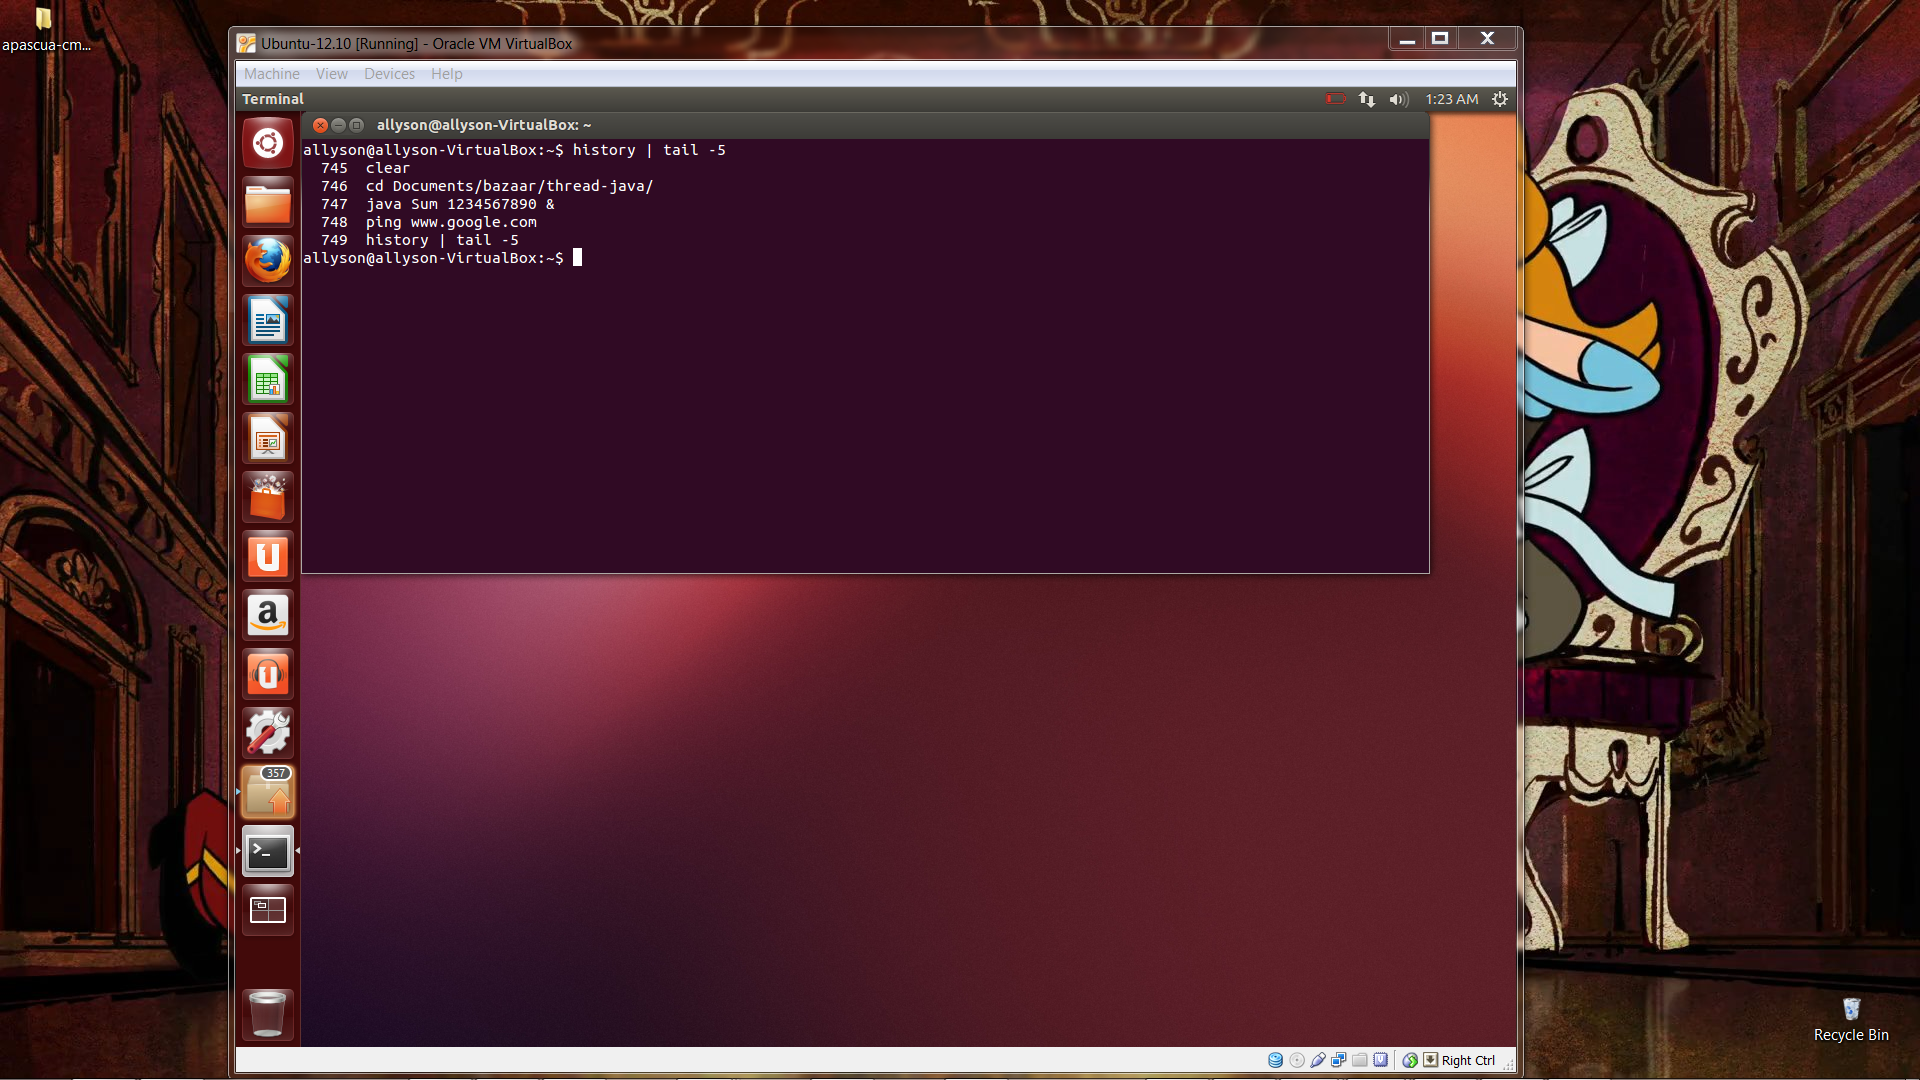 apascua-cm...
Ubuntu-12.10 [Running] - Oracle VM VirtualBox
Machine View Devices Help
Terminal 1:23 AM
allyson@allyson-VirtualBox: ~
allyson@allyson-VirtualBox:~$ history | tail -5
745 clear
746 cd Documents/bazaar/thread-java/
747 java Sum 1234567890 &
748 ping www.google.com
749 history | tail -5
allyson@allyson-VirtualBox:~$
357
Right Ctrl
Recycle Bin